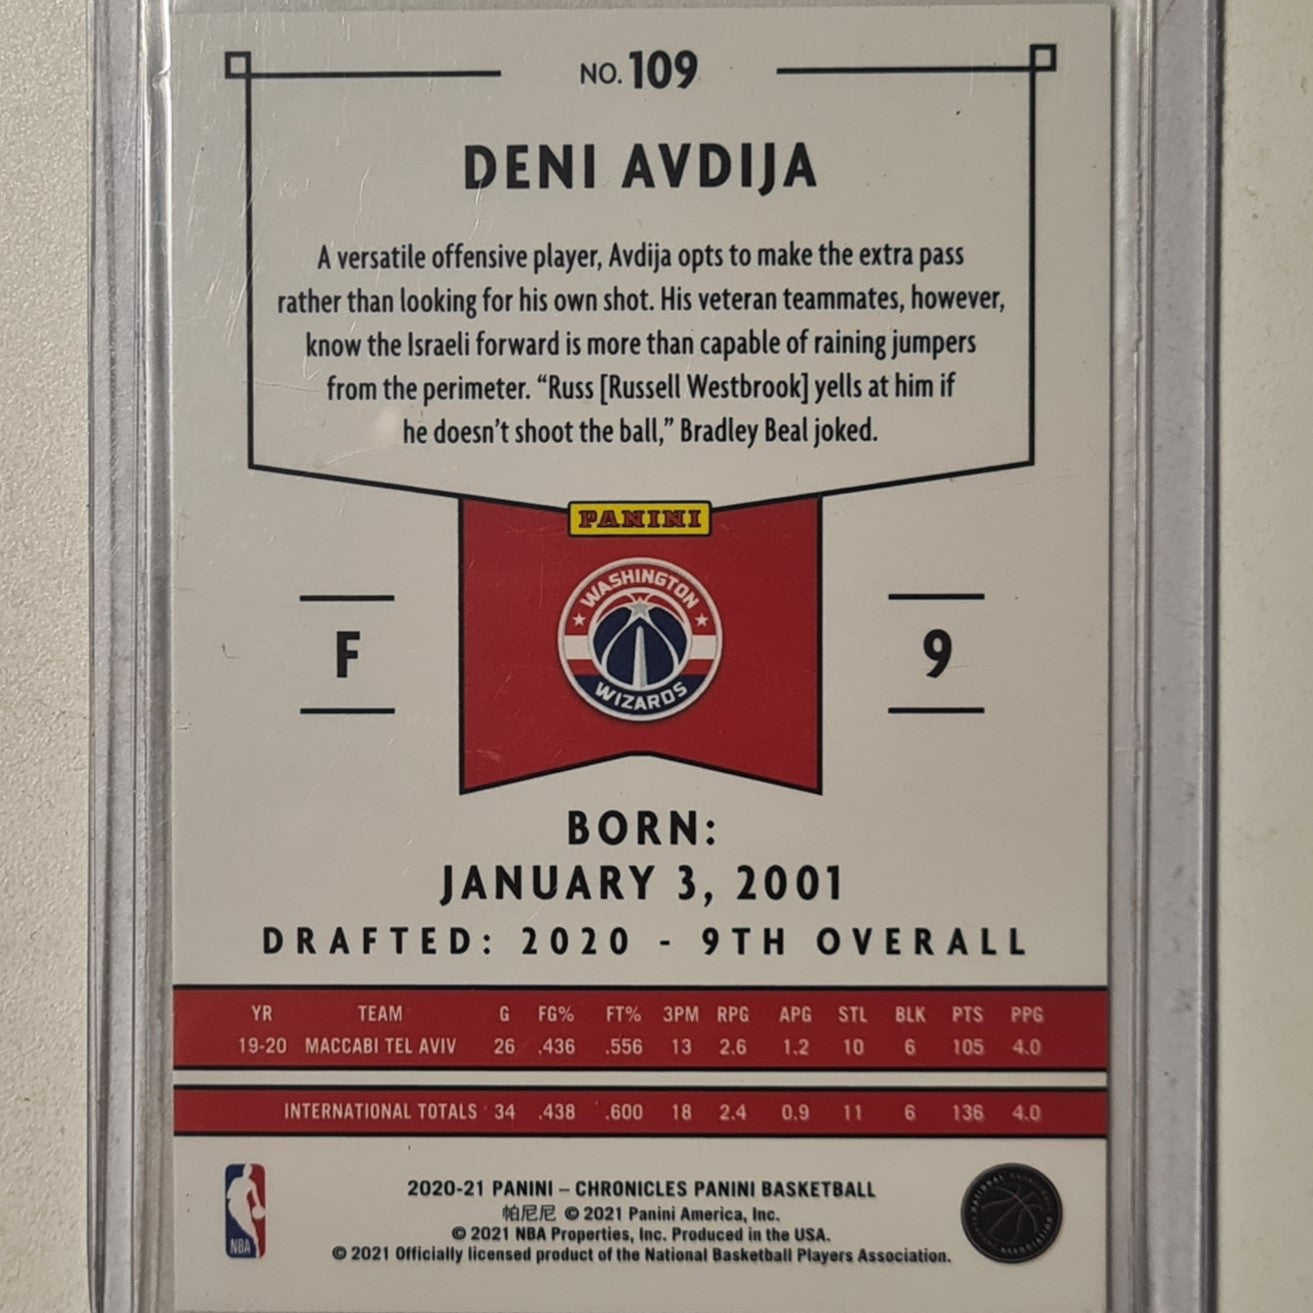 NO. 109
DENI AVDIJA
A versatile offensive player, Avdija opts to make the extra pass
rather than looking for his own shot. His veteran teammates, however,
know the Israeli forward is more than capable of raining jumpers
from the perimeter. “Russ [Russell Westbrook] yells at him if
he doesn’t shoot the ball,” Bradley Beal joked.
PANINI
WASHINGTON
WIZARDS
F
9
BORN:
JANUARY 3, 2001
DRAFTED: 2020 - 9TH OVERALL
YR TEAM G FG% FT% 3PM RPG APG STL BLK PTS PPG
19-20 MACCABI TEL AVIV 26 .436 .556 13 2.6 1.2 10 6 105 4.0
INTERNATIONAL TOTALS 34 .438 .600 18 2.4 0.9 11 6 136 4.0
NBA
2020-21 PANINI – CHRONICLES PANINI BASKETBALL
帕尼尼 © 2021 Panini America, Inc.
© 2021 NBA Properties, Inc. Produced in the USA.
© 2021 Officially licensed product of the National Basketball Players Association.